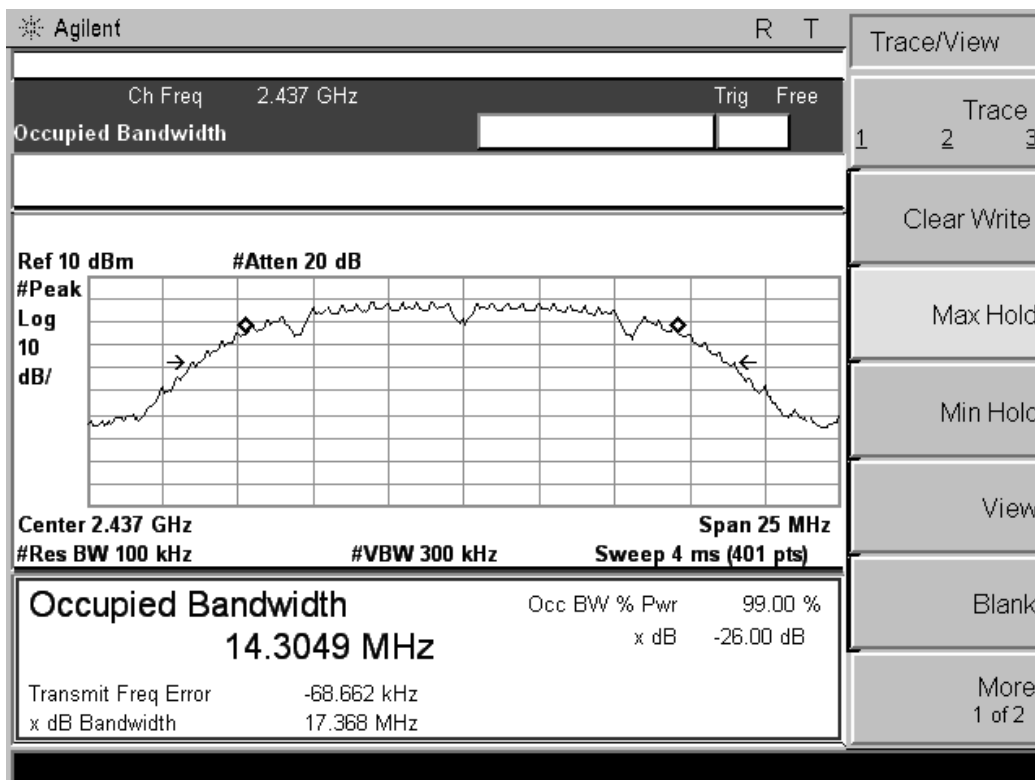 Agilent R T
Ch Freq 2.437 GHz Trig Free
Occupied Bandwidth
Ref 10 dBm #Atten 20 dB
#Peak
Log
10
dB/
Center 2.437 GHz Span 25 MHz
#Res BW 100 kHz #VBW 300 kHz Sweep 4 ms (401 pts)
Occupied Bandwidth Occ BW % Pwr 99.00 %
14.3049 MHz x dB -26.00 dB
Transmit Freq Error -68.662 kHz
x dB Bandwidth 17.368 MHz
Trace/View
Trace
1 2 3
Clear Write
Max Hold
Min Hold
View
Blank
More
1 of 2